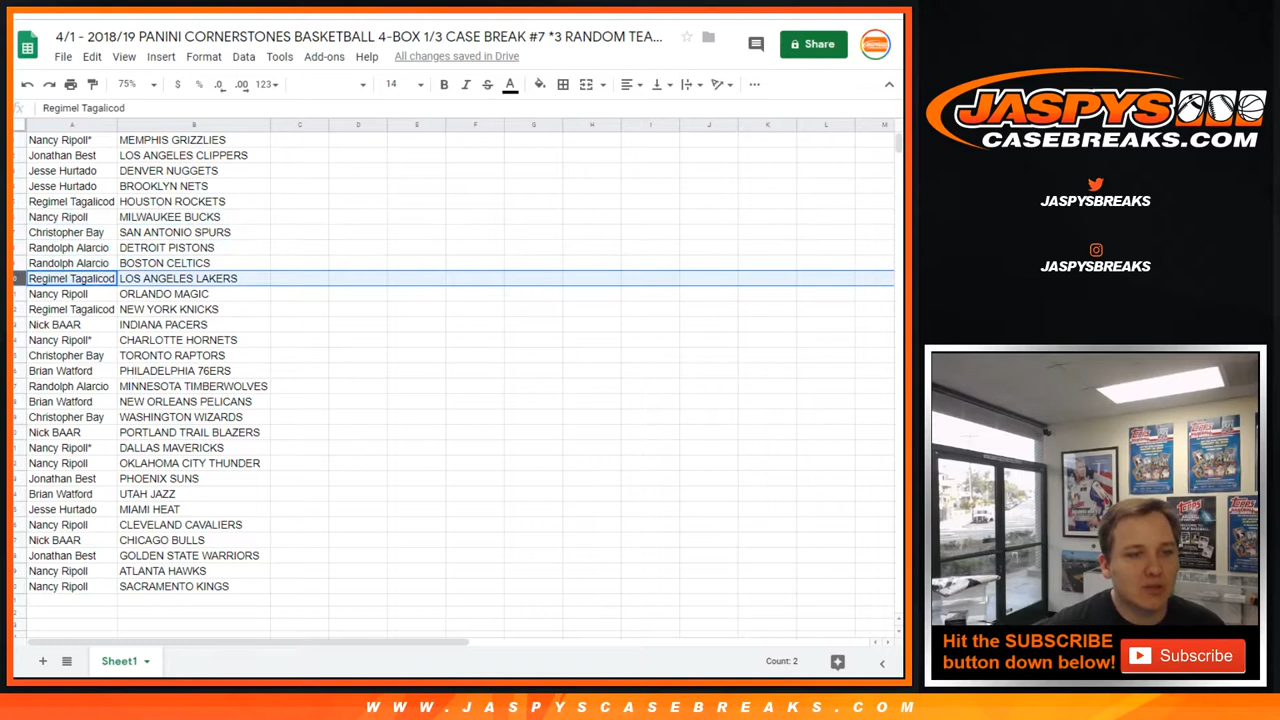 4/1 - 2018/19 PANINI CORNERSTONES BASKETBALL 4-BOX 1/3 CASE BREAK #7 *3 RANDOM TEA...
File Edit View Insert Format Data Tools Add-ons Help All changes saved in Drive
Share
75% $ % .0 .00 123 14 B I S A
fx Regimel Tagalicod
A B C D E F G H I J K L M
Nancy Ripoll* MEMPHIS GRIZZLIES
Jonathan Best LOS ANGELES CLIPPERS
Jesse Hurtado DENVER NUGGETS
Jesse Hurtado BROOKLYN NETS
Regimel Tagalicod HOUSTON ROCKETS
Nancy Ripoll MILWAUKEE BUCKS
Christopher Bay SAN ANTONIO SPURS
Randolph Alarcio DETROIT PISTONS
Randolph Alarcio BOSTON CELTICS
Regimel Tagalicod LOS ANGELES LAKERS
Nancy Ripoll ORLANDO MAGIC
Regimel Tagalicod NEW YORK KNICKS
Nick BAAR INDIANA PACERS
Nancy Ripoll* CHARLOTTE HORNETS
Christopher Bay TORONTO RAPTORS
Brian Watford PHILADELPHIA 76ERS
Randolph Alarcio MINNESOTA TIMBERWOLVES
Brian Watford NEW ORLEANS PELICANS
Christopher Bay WASHINGTON WIZARDS
Nick BAAR PORTLAND TRAIL BLAZERS
Nancy Ripoll* DALLAS MAVERICKS
Nancy Ripoll OKLAHOMA CITY THUNDER
Jonathan Best PHOENIX SUNS
Brian Watford UTAH JAZZ
Jesse Hurtado MIAMI HEAT
Nancy Ripoll CLEVELAND CAVALIERS
Nick BAAR CHICAGO BULLS
Jonathan Best GOLDEN STATE WARRIORS
Nancy Ripoll ATLANTA HAWKS
Nancy Ripoll SACRAMENTO KINGS
Sheet1
Count: 2
JASPYS
CASEBREAKS.COM
JASPYSBREAKS
JASPYSBREAKS
Topps
Topps
Topps
Hit the SUBSCRIBE
button down below!
Subscribe
WWW.JASPYSCASEBREAKS.COM